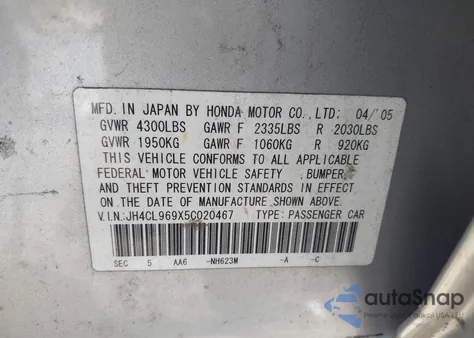 MFD. IN JAPAN BY HONDA MOTOR CO., LTD: 04/'05
GVWR 4300LBS GAWR F 2335LBS R 2030LBS
GVWR 1950KG GAWR F 1060KG R 920KG
THIS VEHICLE CONFORMS TO ALL APPLICABLE
FEDERAL MOTOR VEHICLE SAFETY, BUMPER,
AND THEFT PREVENTION STANDARDS IN EFFECT
ON THE DATE OF MANUFACTURE SHOWN ABOVE.
V.I.N:JH4CL969X5C020467 TYPE: PASSENGER CAR
SEC 5 AA6 -NH623M -A -C
autoSnap